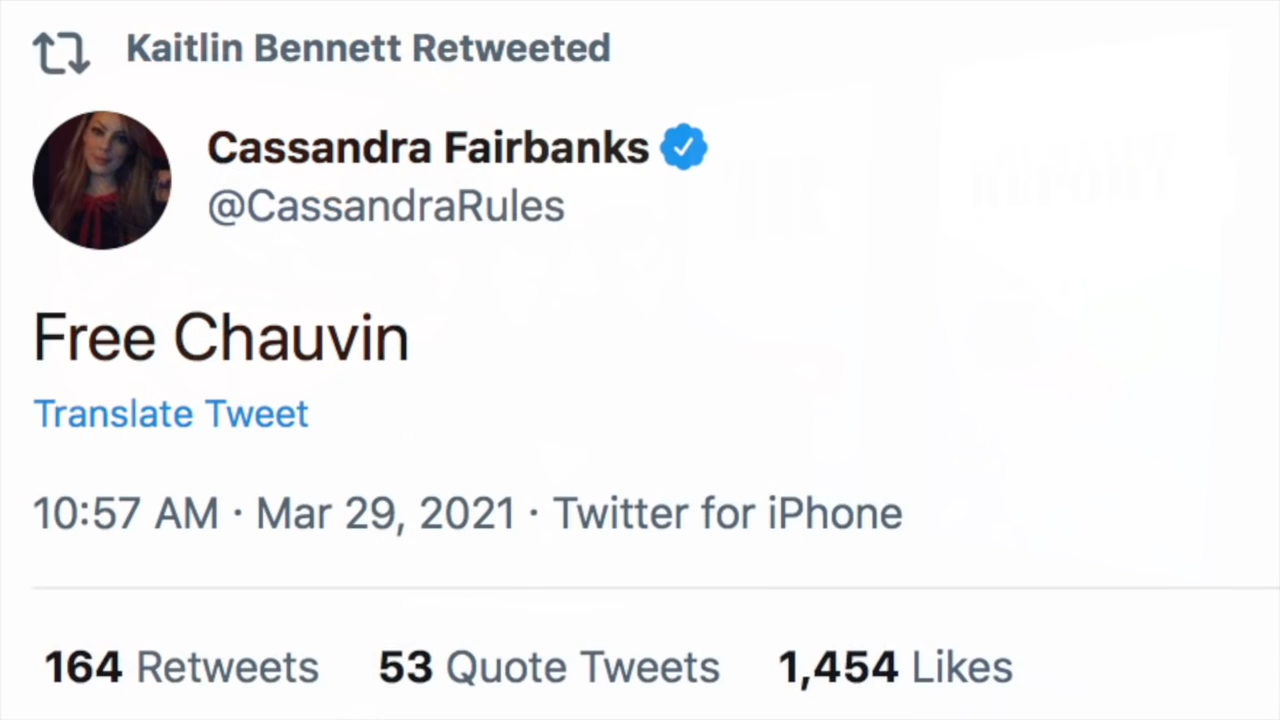 Kaitlin Bennett Retweeted
Cassandra Fairbanks
@CassandraRules
Free Chauvin
Translate Tweet
10:57 AM · Mar 29, 2021 · Twitter for iPhone
164 Retweets 53 Quote Tweets 1,454 Likes